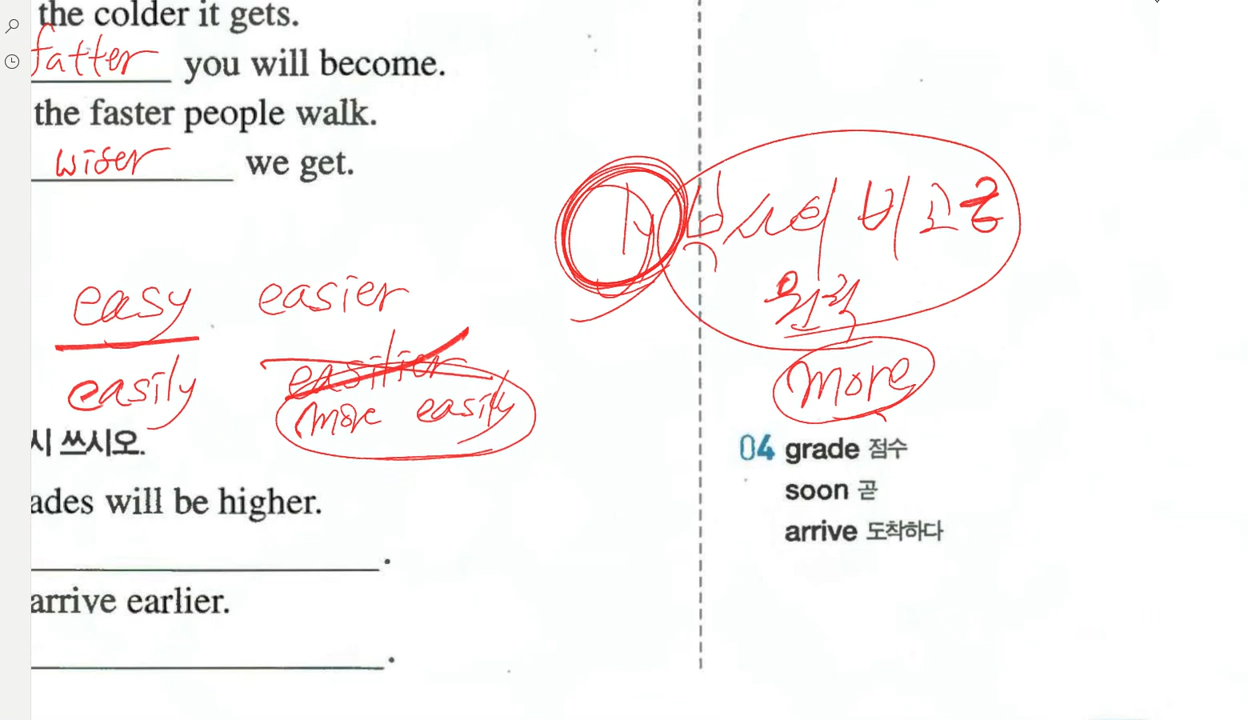 the colder it gets.
fatter you will become.
the faster people walk.
wiser we get.
부사의 비교급
원칙
easy easier
easily easilier
more easily
more
시 쓰시오.
ades will be higher.
.
arrive earlier.
.
04 grade 점수
soon 곧
arrive 도착하다